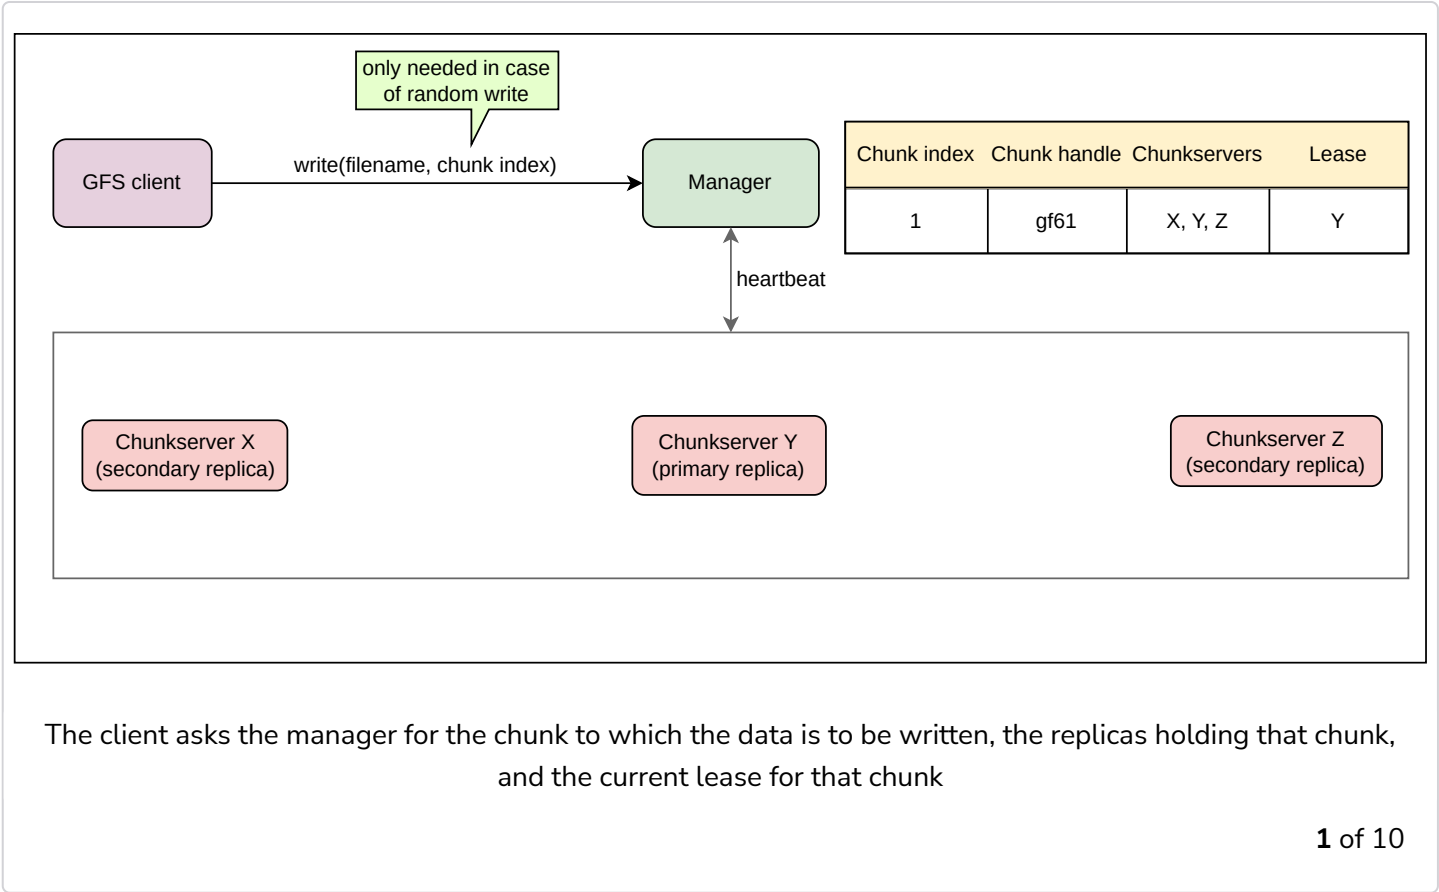 only needed in case
of random write
GFS client
write(filename, chunk index)
Manager
Chunk index Chunk handle Chunkservers Lease
1 gf61 X, Y, Z Y
heartbeat
Chunkserver X
(secondary replica)
Chunkserver Y
(primary replica)
Chunkserver Z
(secondary replica)
The client asks the manager for the chunk to which the data is to be written, the replicas holding that chunk,
and the current lease for that chunk
1 of 10